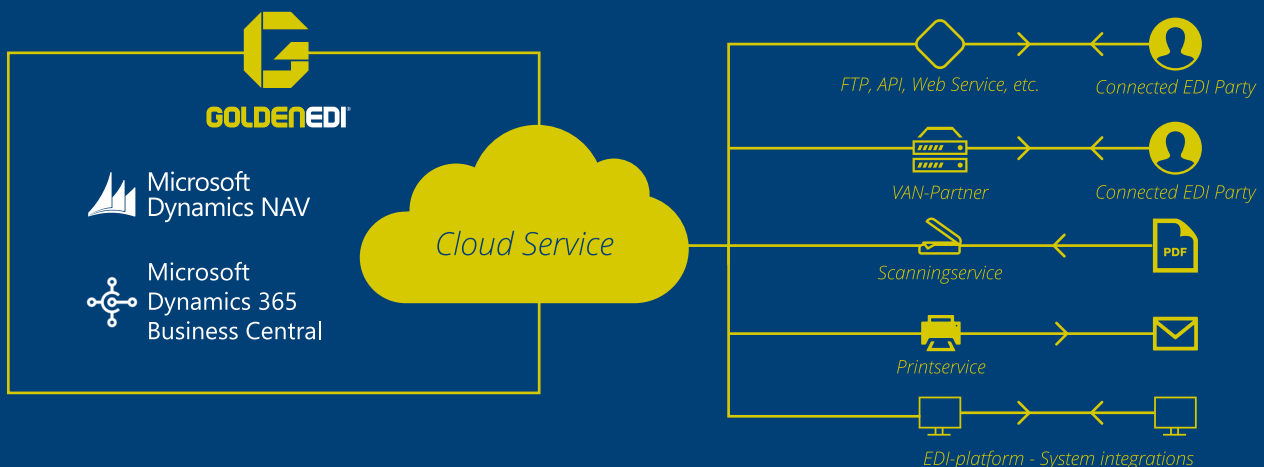 GOLDENEDI®
Microsoft
Dynamics NAV
Microsoft
Dynamics 365
Business Central
Cloud Service
FTP, API, Web Service, etc.
Connected EDI Party
VAN-Partner
Connected EDI Party
Scanningservice
PDF
Printservice
EDI-platform - System integrations